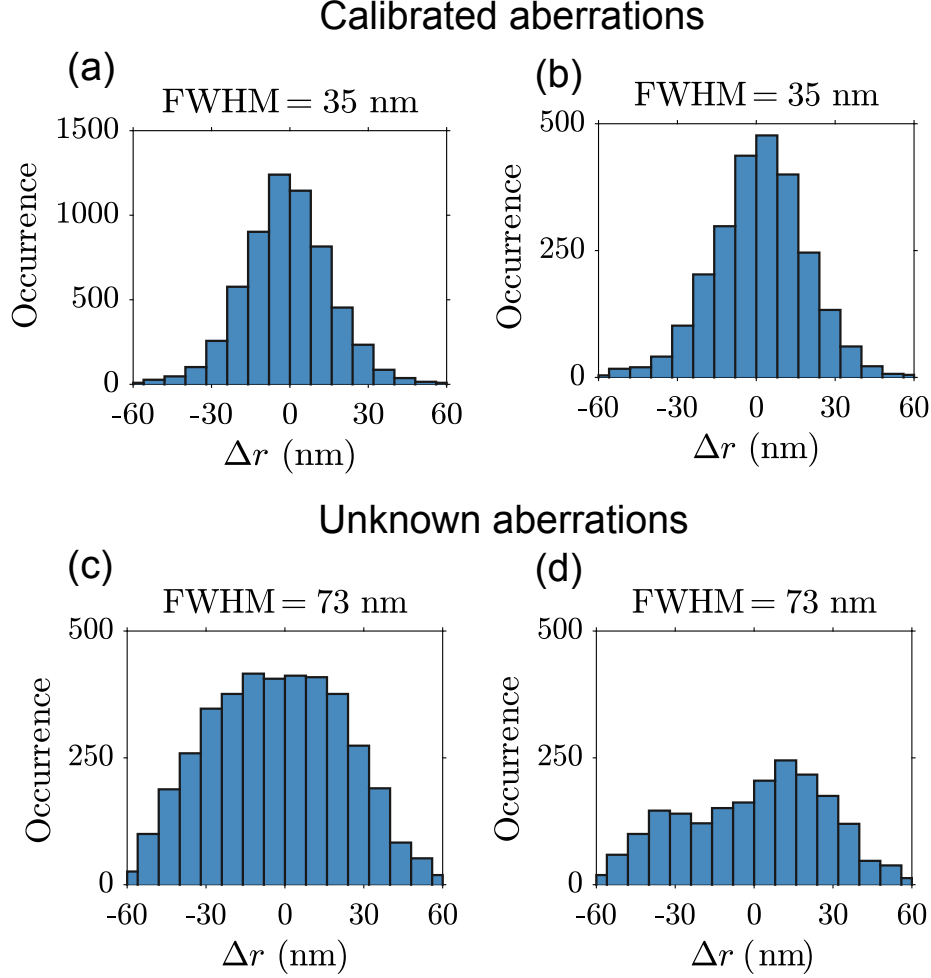 Calibrated aberrations
(a)
FWHM = 35 nm
1500
1000
500
0
Occurrence
-60 -30 0 30 60
Δr (nm)
(b)
FWHM = 35 nm
500
250
0
Occurrence
-60 -30 0 30 60
Δr (nm)
Unknown aberrations
(c)
FWHM = 73 nm
500
250
0
Occurrence
-60 -30 0 30 60
Δr (nm)
(d)
FWHM = 73 nm
500
250
0
Occurrence
-60 -30 0 30 60
Δr (nm)